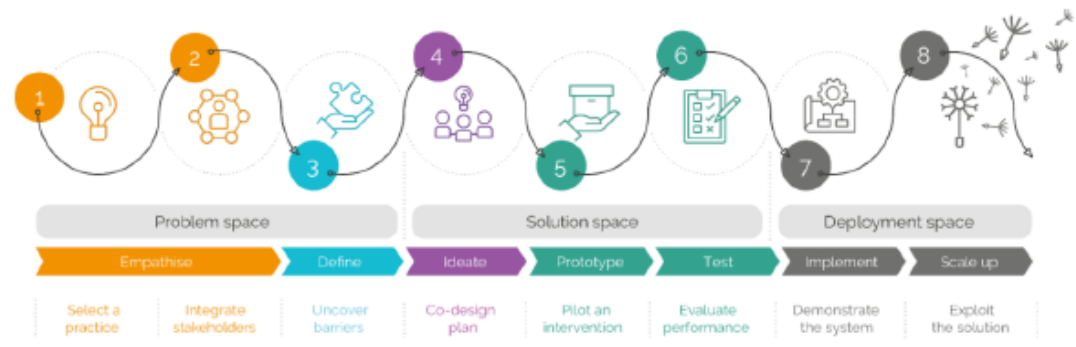 1
2
3
4
5
6
7
8
Problem space
Solution space
Deployment space
Empathise
Define
Ideate
Prototype
Test
Implement
Scale up
Select a
practice
Integrate
stakeholders
Uncover
barriers
Co-design
plan
Pilot an
intervention
Evaluate
performance
Demonstrate
the system
Exploit
the solution